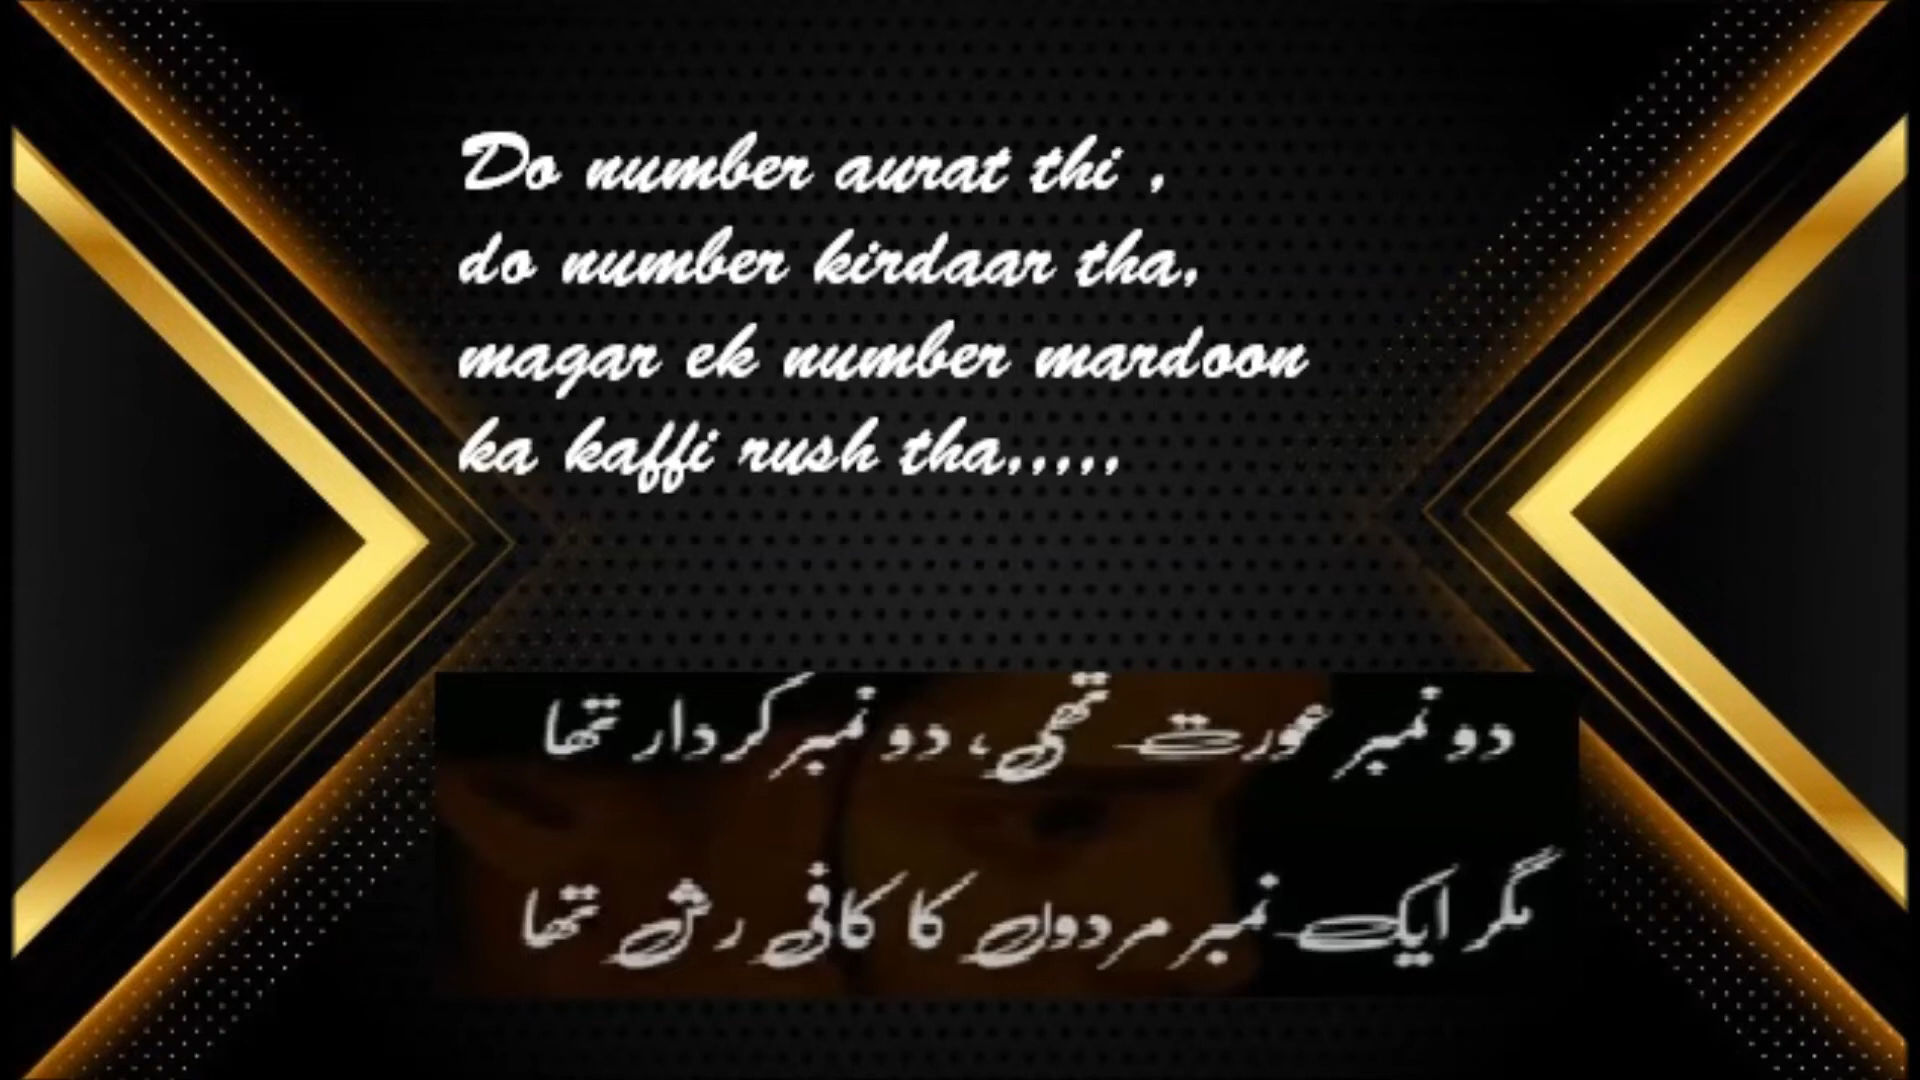 Do number aurat thi ,
do number kirdaar tha,
magar ek number mardoon
ka kaffi rush tha,,,,,
دو نمبر عورت تھی، دو نمبر کردار تھا
مگر ایک نمبر مردوں کا کافی رش تھا